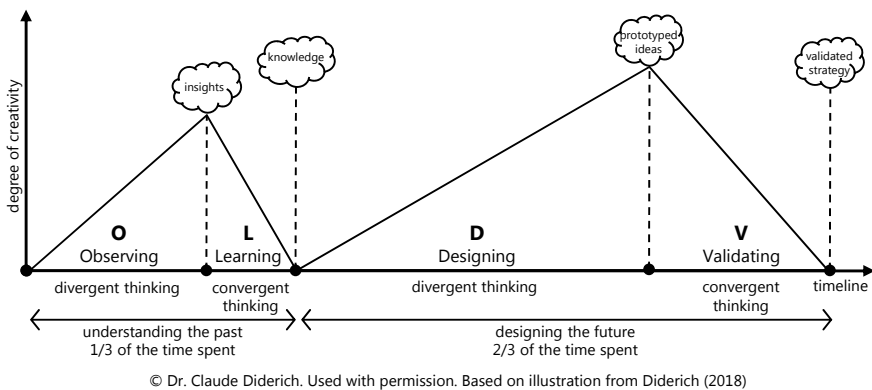 degree of creativity
insights
knowledge
prototyped
ideas
validated
strategy
O
Observing
L
Learning
D
Designing
V
Validating
divergent thinking
convergent
thinking
divergent thinking
convergent
thinking
timeline
understanding the past
1/3 of the time spent
designing the future
2/3 of the time spent
© Dr. Claude Diderich. Used with permission. Based on illustration from Diderich (2018)